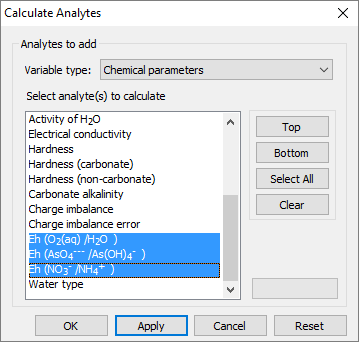 Calculate Analytes
Analytes to add
Variable type: Chemical parameters
Select analyte(s) to calculate
Activity of H₂O
Electrical conductivity
Hardness
Hardness (carbonate)
Hardness (non-carbonate)
Carbonate alkalinity
Charge imbalance
Charge imbalance error
Eh (O₂(aq) /H₂O )
Eh (AsO₄⁻⁻⁻ /As(OH)₄⁻ )
Eh (NO₃⁻ /NH₄⁺ )
Water type
Top
Bottom
Select All
Clear
OK Apply Cancel Reset